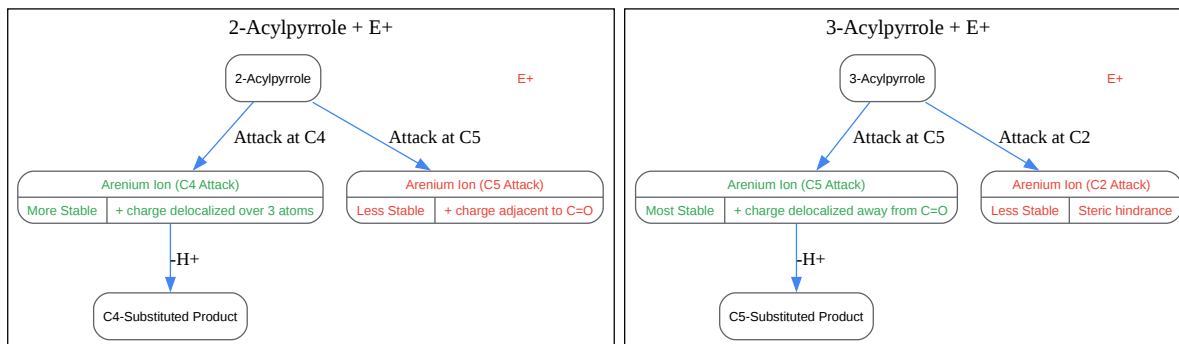 2-Acylpyrrole + E+
2-Acylpyrrole
E+
Attack at C4
Attack at C5
Arenium Ion (C4 Attack)
More Stable
+ charge delocalized over 3 atoms
Arenium Ion (C5 Attack)
Less Stable
+ charge adjacent to C=O
-H+
C4-Substituted Product
3-Acylpyrrole + E+
3-Acylpyrrole
E+
Attack at C5
Attack at C2
Arenium Ion (C5 Attack)
Most Stable
+ charge delocalized away from C=O
Arenium Ion (C2 Attack)
Less Stable
Steric hindrance
-H+
C5-Substituted Product